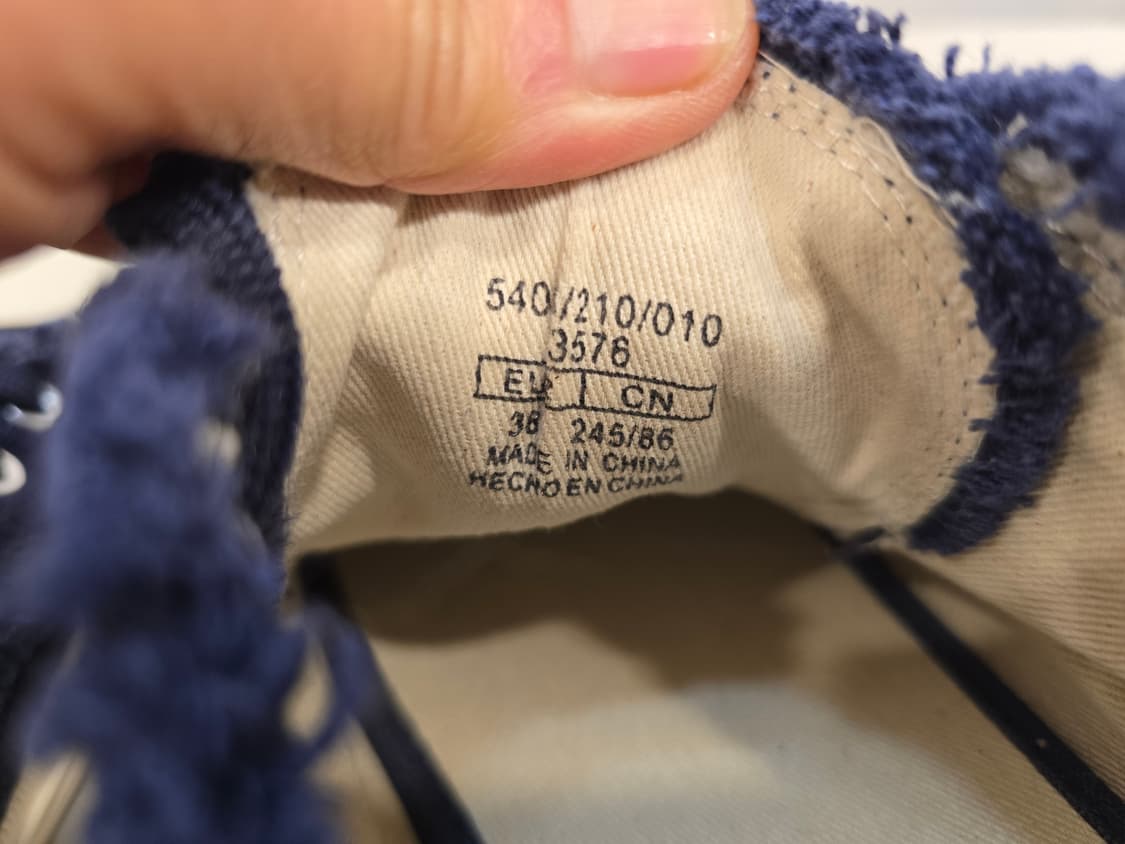 540/210/010
3576
EU CN
38 245/86
MADE IN CHINA
HECHO EN CHINA